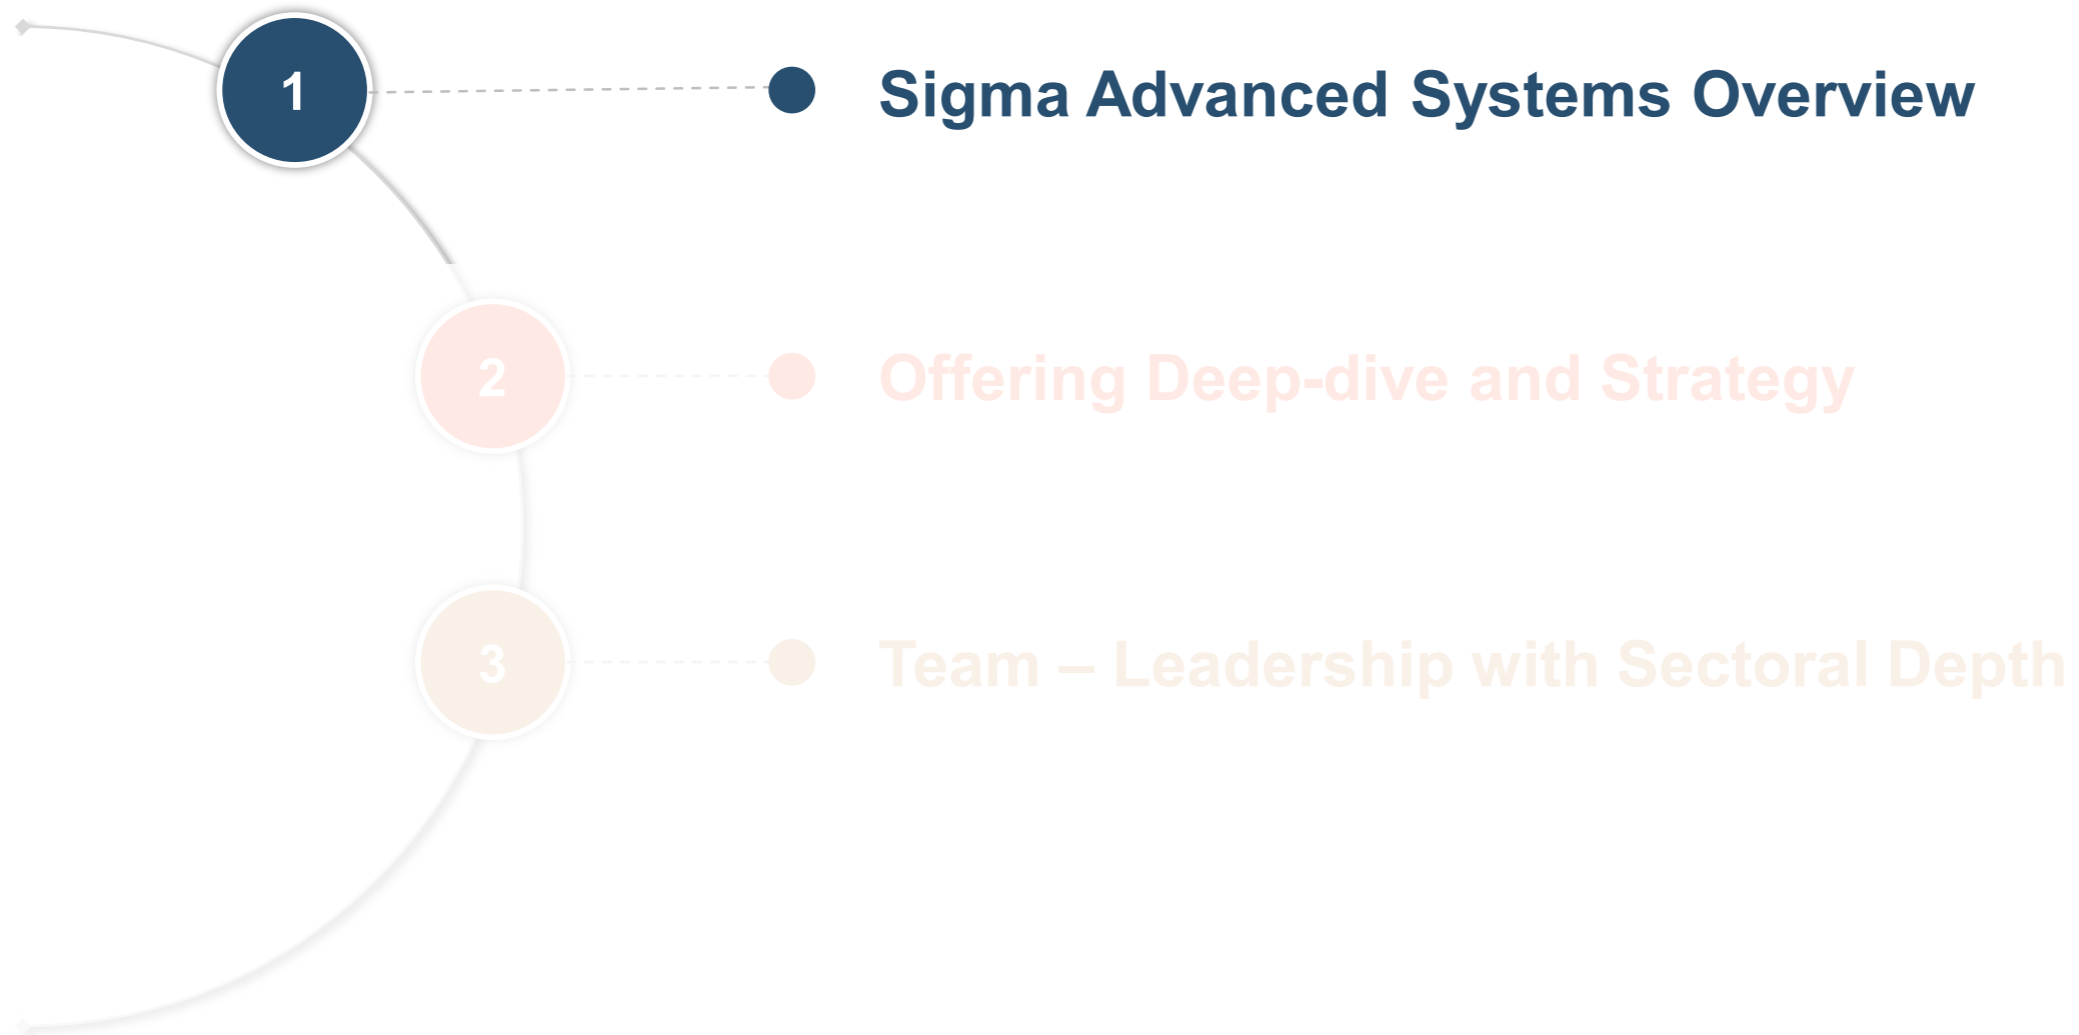 1
Sigma Advanced Systems Overview
2
Offering Deep-dive and Strategy
3
Team – Leadership with Sectoral Depth